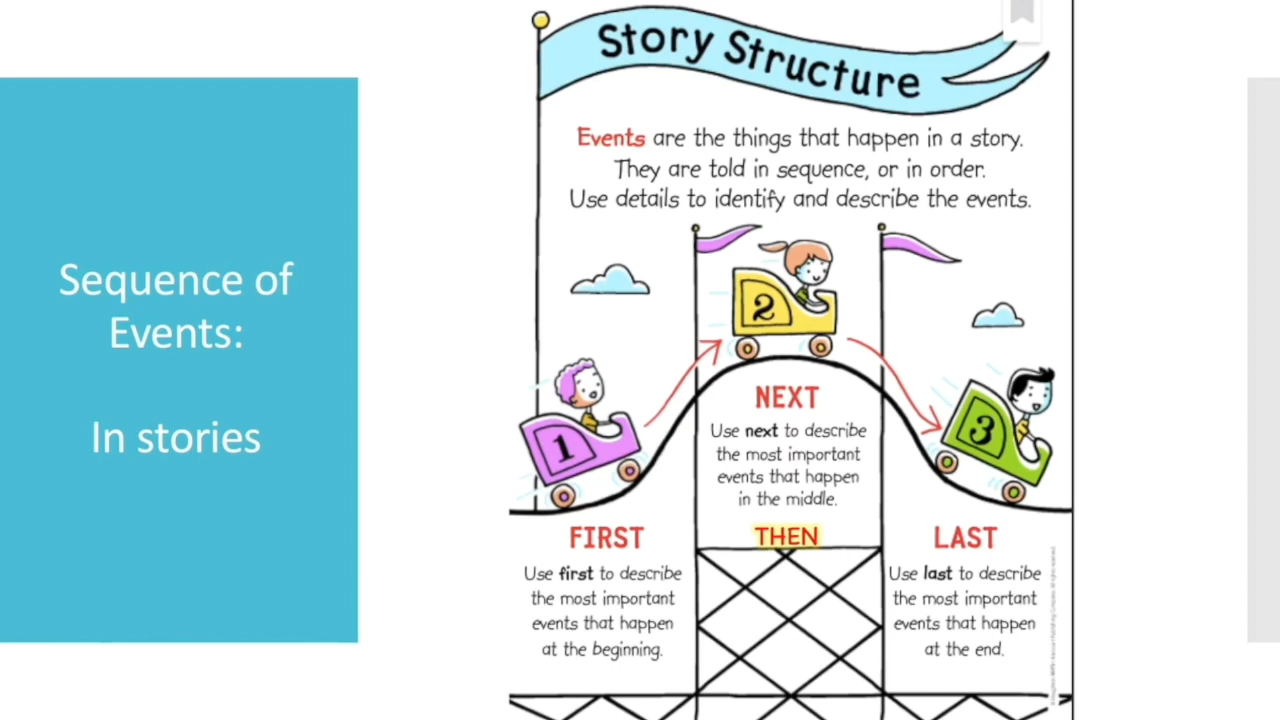 Sequence of
Events:
In stories
Story Structure
Events are the things that happen in a story.
They are told in sequence, or in order.
Use details to identify and describe the events.
1
2
3
FIRST
Use first to describe
the most important
events that happen
at the beginning.
NEXT
Use next to describe
the most important
events that happen
in the middle.
THEN
LAST
Use last to describe
the most important
events that happen
at the end.